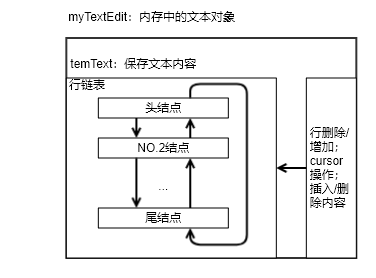 myTextEdit：内存中的文本对象
temText：保存文本内容
行链表
头结点
NO.2结点
...
尾结点
行删除/
增加；
cursor
操作；
插入/删
除内容